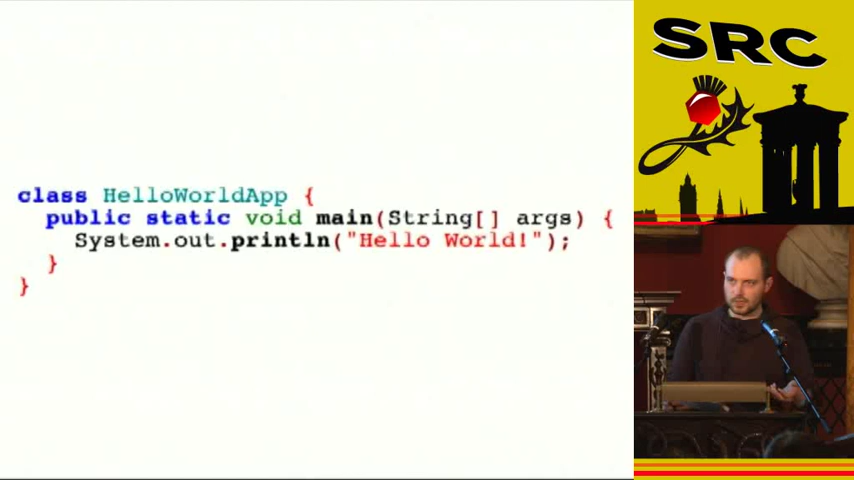 class HelloWorldApp {
public static void main(String[] args) {
System.out.println("Hello World!");
}
}
SRC